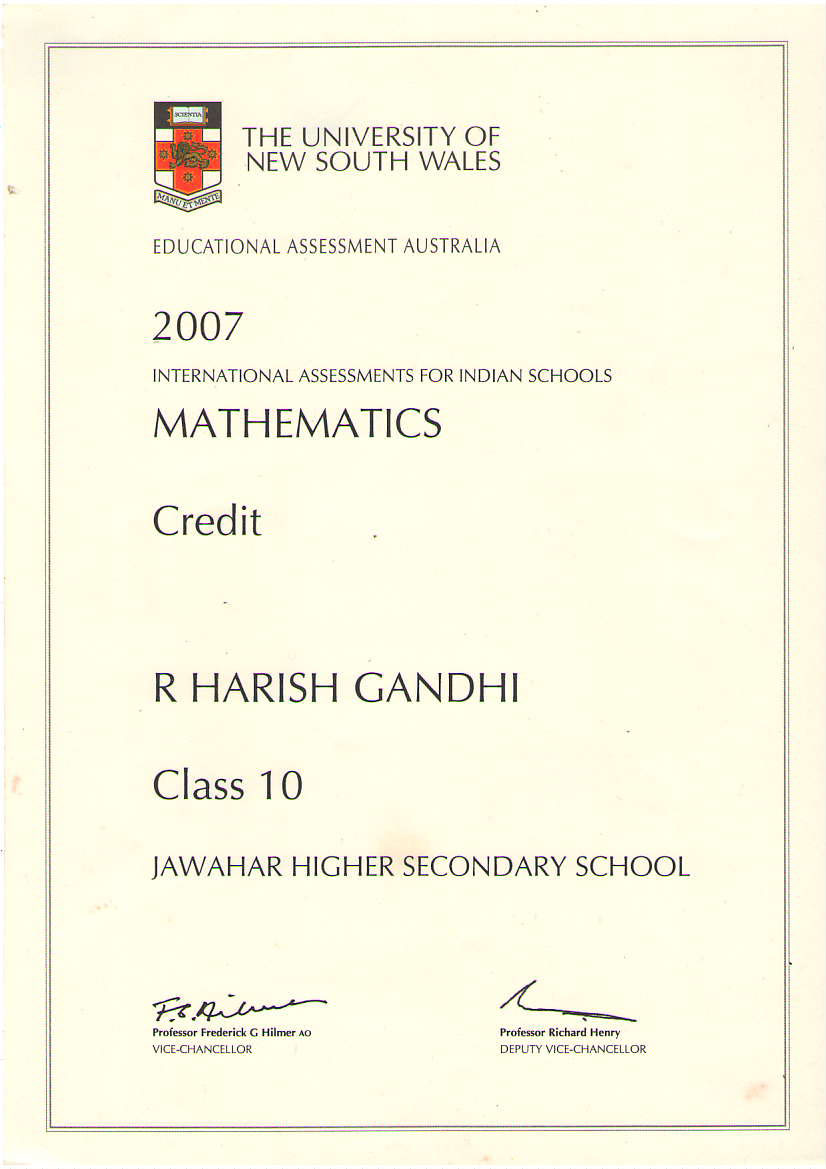 SCIENTIA
MANU ET MENTE
THE UNIVERSITY OF
NEW SOUTH WALES
EDUCATIONAL ASSESSMENT AUSTRALIA
2007
INTERNATIONAL ASSESSMENTS FOR INDIAN SCHOOLS
MATHEMATICS
Credit
R HARISH GANDHI
Class 10
JAWAHAR HIGHER SECONDARY SCHOOL
F.G.Hilmer
Professor Frederick G Hilmer AO
VICE-CHANCELLOR
Professor Richard Henry
DEPUTY VICE-CHANCELLOR